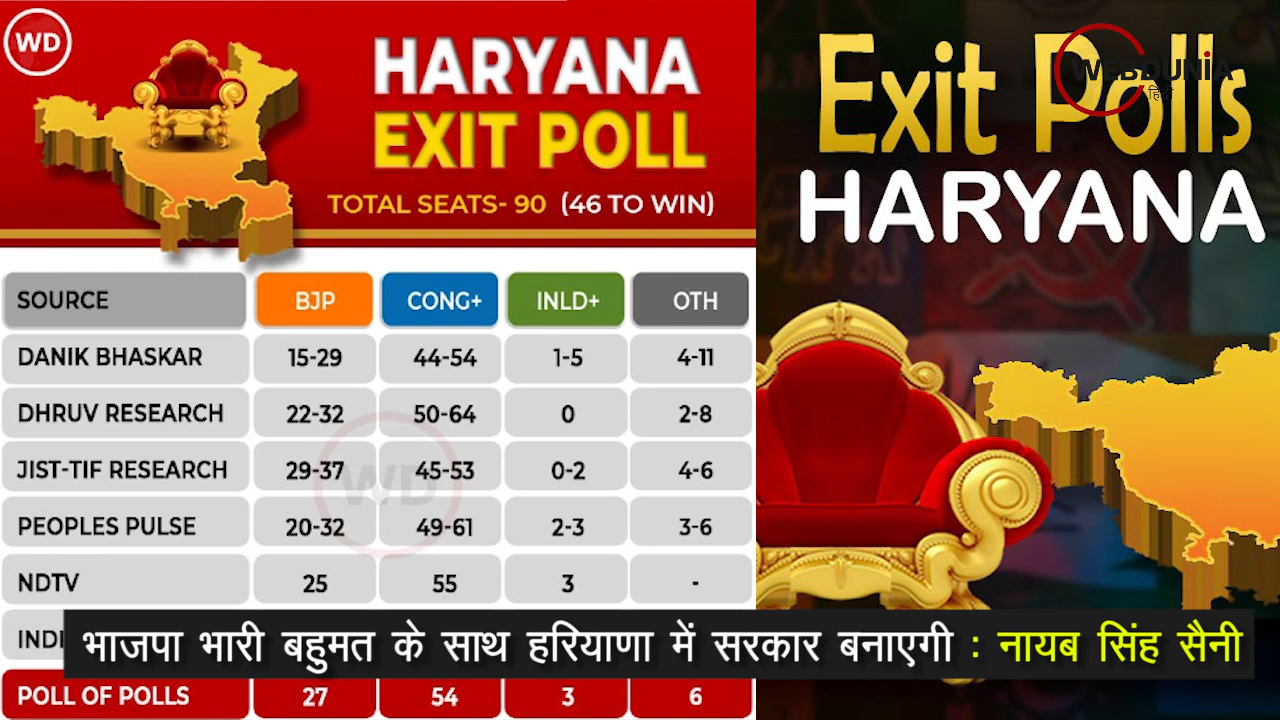 WD
HARYANA
EXIT POLL
TOTAL SEATS- 90 (46 TO WIN)
SOURCE BJP CONG+ INLD+ OTH
DANIK BHASKAR 15-29 44-54 1-5 4-11
DHRUV RESEARCH 22-32 50-64 0 2-8
JIST-TIF RESEARCH 29-37 45-53 0-2 4-6
PEOPLES PULSE 20-32 49-61 2-3 3-6
NDTV 25 55 3 -
POLL OF POLLS 27 54 3 6
WD
Exit Polls
WEBDUNIA
हिंदी
HARYANA
भाजपा भारी बहुमत के साथ हरियाणा में सरकार बनाएगी : नायब सिंह सैनी